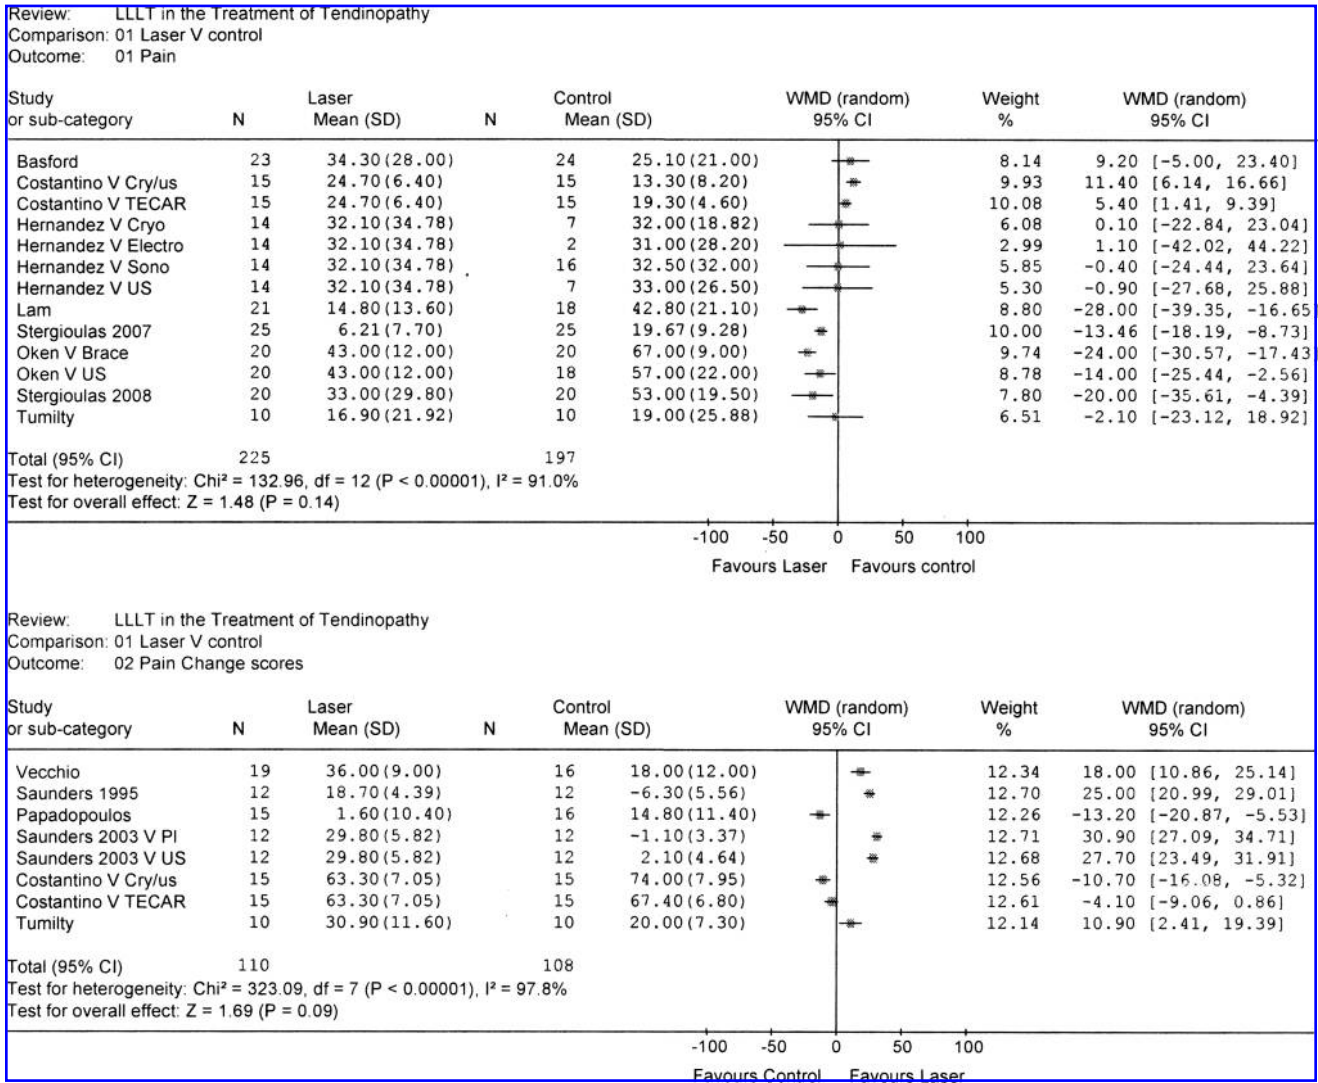 Review: LLLT in the Treatment of Tendinopathy
Comparison: 01 Laser V control
Outcome: 01 Pain
Study Laser Control WMD (random) Weight WMD (random)
or sub-category N Mean (SD) N Mean (SD) 95% CI % 95% CI
Basford 23 34.30(28.00) 24 25.10(21.00) 8.14 9.20 [-5.00, 23.40]
Costantino V Cry/us 15 24.70(6.40) 15 13.30(8.20) 9.93 11.40 [6.14, 16.66]
Costantino V TECAR 15 24.70(6.40) 15 19.30(4.60) 10.08 5.40 [1.41, 9.39]
Hernandez V Cryo 14 32.10(34.78) 7 32.00(18.82) 6.08 0.10 [-22.84, 23.04]
Hernandez V Electro 14 32.10(34.78) 2 31.00(28.20) 2.99 1.10 [-42.02, 44.22]
Hernandez V Sono 14 32.10(34.78) 16 32.50(32.00) 5.85 -0.40 [-24.44, 23.64]
Hernandez V US 14 32.10(34.78) 7 33.00(26.50) 5.30 -0.90 [-27.68, 25.88]
Lam 21 14.80(13.60) 18 42.80(21.10) 8.80 -28.00 [-39.35, -16.65]
Stergioulas 2007 25 6.21(7.70) 25 19.67(9.28) 10.00 -13.46 [-18.19, -8.73]
Oken V Brace 20 43.00(12.00) 20 67.00(9.00) 9.74 -24.00 [-30.57, -17.43]
Oken V US 20 43.00(12.00) 18 57.00(22.00) 8.78 -14.00 [-25.44, -2.56]
Stergioulas 2008 20 33.00(29.80) 20 53.00(19.50) 7.80 -20.00 [-35.61, -4.39]
Tumilty 10 16.90(21.92) 10 19.00(25.88) 6.51 -2.10 [-23.12, 18.92]
Total (95% CI) 225 197
Test for heterogeneity: Chi² = 132.96, df = 12 (P < 0.00001), I² = 91.0%
Test for overall effect: Z = 1.48 (P = 0.14)
-100 -50 0 50 100
Favours Laser Favours control
Review: LLLT in the Treatment of Tendinopathy
Comparison: 01 Laser V control
Outcome: 02 Pain Change scores
Study Laser Control WMD (random) Weight WMD (random)
or sub-category N Mean (SD) N Mean (SD) 95% CI % 95% CI
Vecchio 19 36.00(9.00) 16 18.00(12.00) 12.34 18.00 [10.86, 25.14]
Saunders 1995 12 18.70(4.39) 12 -6.30(5.56) 12.70 25.00 [20.99, 29.01]
Papadopoulos 15 1.60(10.40) 16 14.80(11.40) 12.26 -13.20 [-20.87, -5.53]
Saunders 2003 V Pl 12 29.80(5.82) 12 -1.10(3.37) 12.71 30.90 [27.09, 34.71]
Saunders 2003 V US 12 29.80(5.82) 12 2.10(4.64) 12.68 27.70 [23.49, 31.91]
Costantino V Cry/us 15 63.30(7.05) 15 74.00(7.95) 12.56 -10.70 [-16.08, -5.32]
Costantino V TECAR 15 63.30(7.05) 15 67.40(6.80) 12.61 -4.10 [-9.06, 0.86]
Tumilty 10 30.90(11.60) 10 20.00(7.30) 12.14 10.90 [2.41, 19.39]
Total (95% CI) 110 108
Test for heterogeneity: Chi² = 323.09, df = 7 (P < 0.00001), I² = 97.8%
Test for overall effect: Z = 1.69 (P = 0.09)
-100 -50 0 50 100
Favours Control Favours Laser